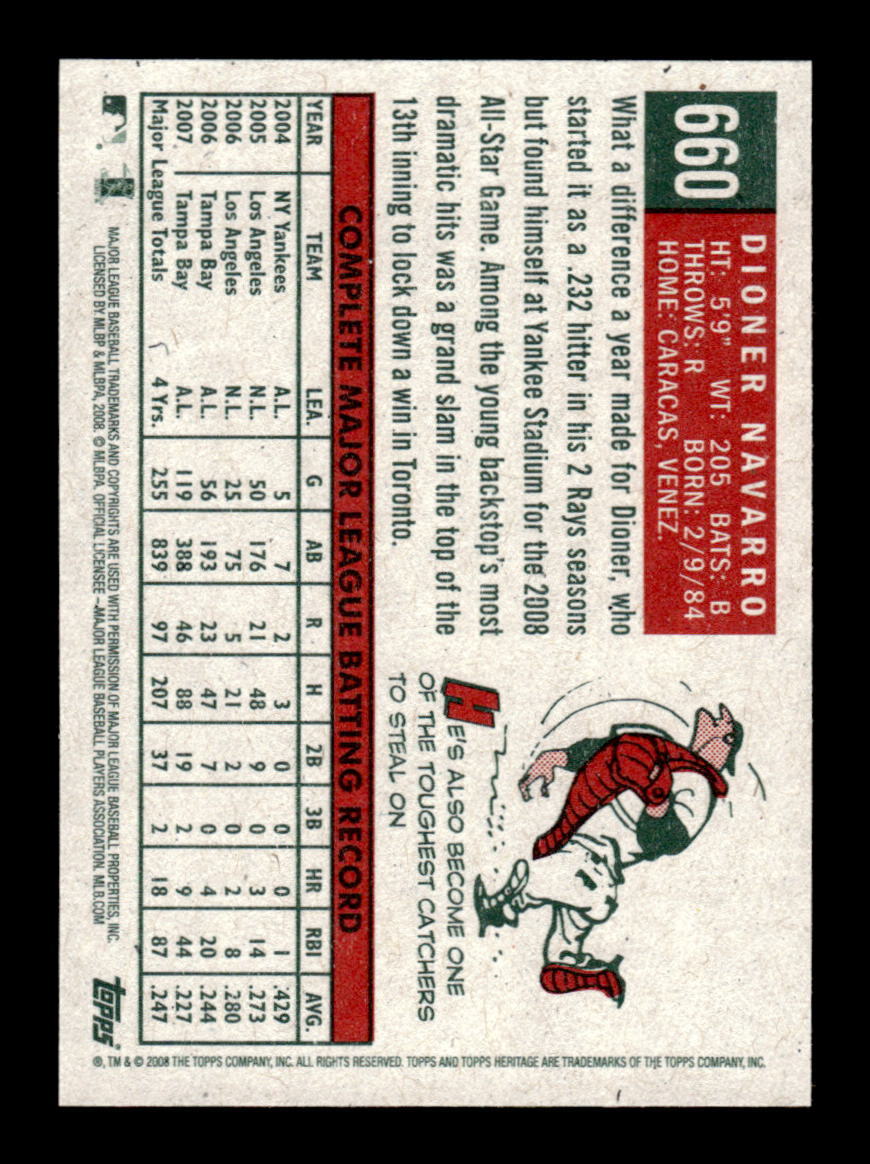 660
DIONER NAVARRO
HT: 5'9" WT: 205 BATS: B
THROWS: R BORN: 2/9/84
HOME: CARACAS, VENEZ.
What a difference a year made for Dioner, who
started it as a .232 hitter in his 2 Rays seasons
but found himself at Yankee Stadium for the 2008
All-Star Game. Among the young backstop's most
dramatic hits was a grand slam in the top of the
13th inning to lock down a win in Toronto.
HE'S ALSO BECOME ONE
OF THE TOUGHEST CATCHERS
TO STEAL ON
COMPLETE MAJOR LEAGUE BATTING RECORD
YEAR TEAM LEA. G AB R H 2B 3B HR RBI AVG.
2004 NY Yankees A.L. 5 7 2 3 0 0 0 1 .429
2005 Los Angeles N.L. 50 176 21 48 9 0 3 14 .273
2006 Los Angeles N.L. 25 75 5 21 2 0 2 8 .280
2006 Tampa Bay A.L. 56 193 23 47 7 0 4 20 .244
2007 Tampa Bay A.L. 119 388 46 88 19 2 9 44 .227
Major League Totals 4 Yrs. 255 839 97 207 37 2 18 87 .247
MAJOR LEAGUE BASEBALL TRADEMARKS AND COPYRIGHTS ARE USED WITH PERMISSION OF MAJOR LEAGUE BASEBALL PROPERTIES, INC.
LICENSED BY MLBP & MLBPA, 2008. © MLBPA. OFFICIAL LICENSEE –MAJOR LEAGUE BASEBALL PLAYERS ASSOCIATION. MLB.COM
topps®
®, TM & © 2008 THE TOPPS COMPANY, INC. ALL RIGHTS RESERVED. TOPPS AND TOPPS HERITAGE ARE TRADEMARKS OF THE TOPPS COMPANY, INC.